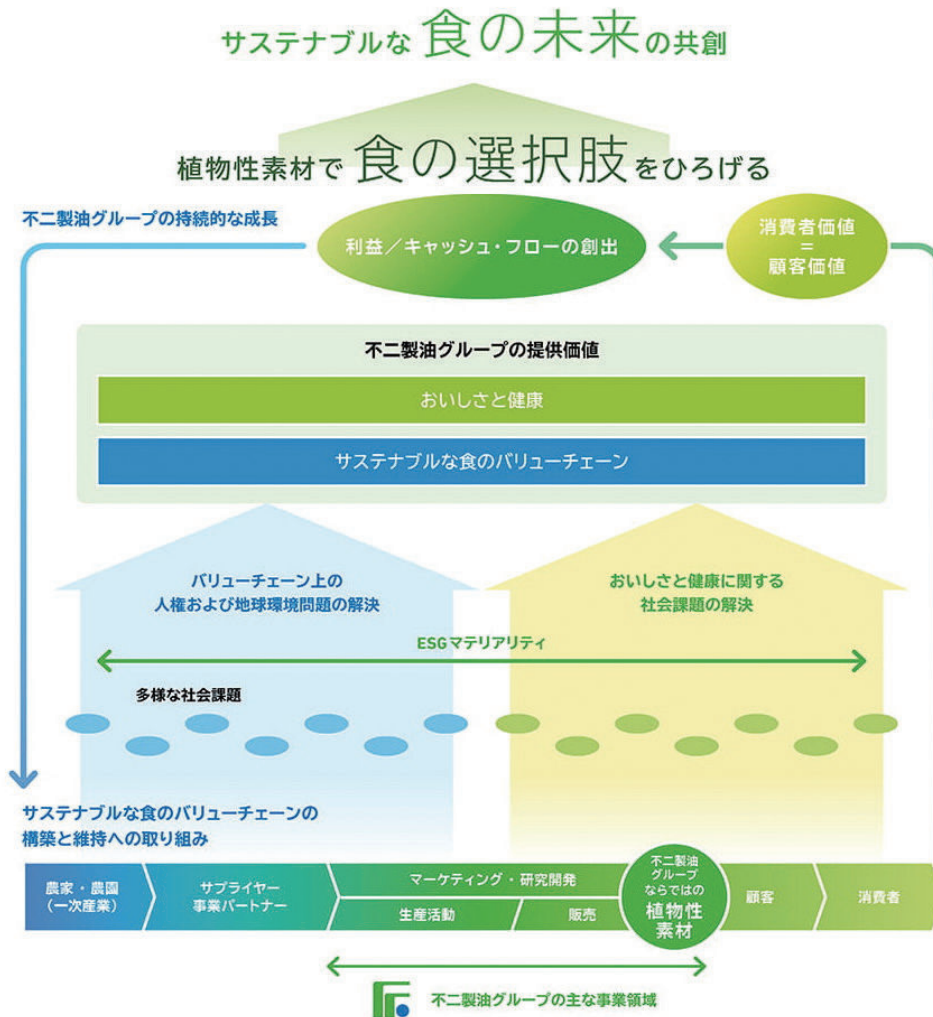 サステナブルな 食の未来の共創
植物性素材で 食の選択肢をひろげる
不二製油グループの持続的な成長
利益／キャッシュ・フローの創出
消費者価値
＝
顧客価値
不二製油グループの提供価値
おいしさと健康
サステナブルな食のバリューチェーン
バリューチェーン上の
人権および地球環境問題の解決
おいしさと健康に関する
社会課題の解決
ESGマテリアリティ
多様な社会課題
サステナブルな食のバリューチェーンの
構築と維持への取り組み
農家・農園
（一次産業）
サプライヤー
事業パートナー
マーケティング・研究開発
生産活動
販売
不二製油
グループ
ならではの
植物性
素材
顧客
消費者
不二製油グループの主な事業領域